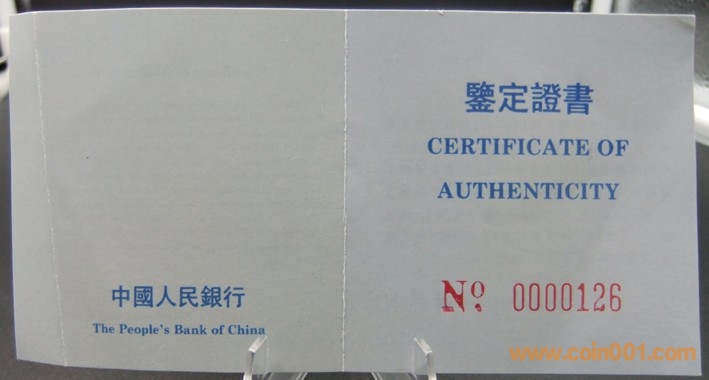 中國人民銀行
The People's Bank of China
鑒定證書
CERTIFICATE OF
AUTHENTICITY
Nº 0000126
www.coin001.com